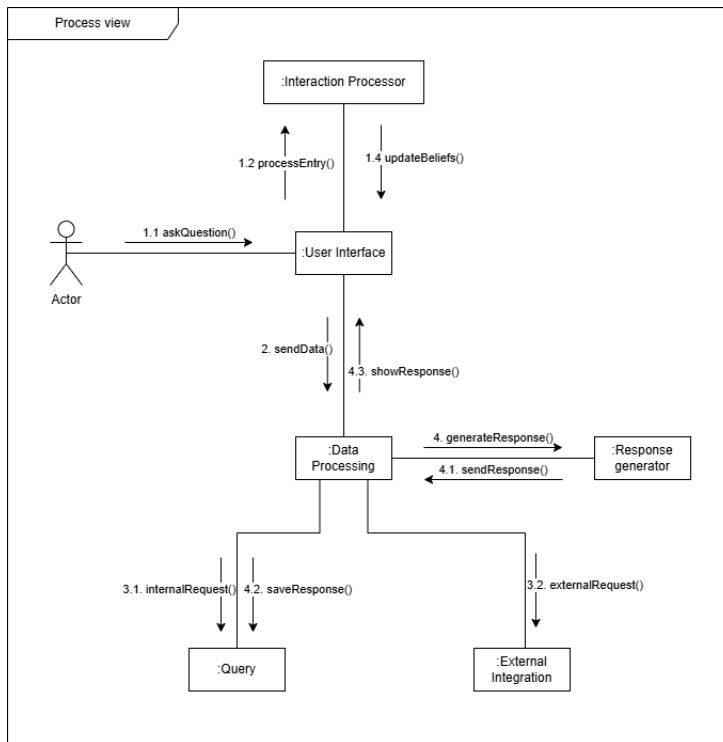 Process view
:Interaction Processor
1.2 processEntry()
1.4 updateBeliefs()
1.1 askQuestion()
:User Interface
Actor
2. sendData()
4.3. showResponse()
:Data
Processing
4. generateResponse()
4.1. sendResponse()
:Response
generator
3.1. internalRequest()
4.2. saveResponse()
3.2. externalRequest()
:Query
:External
Integration